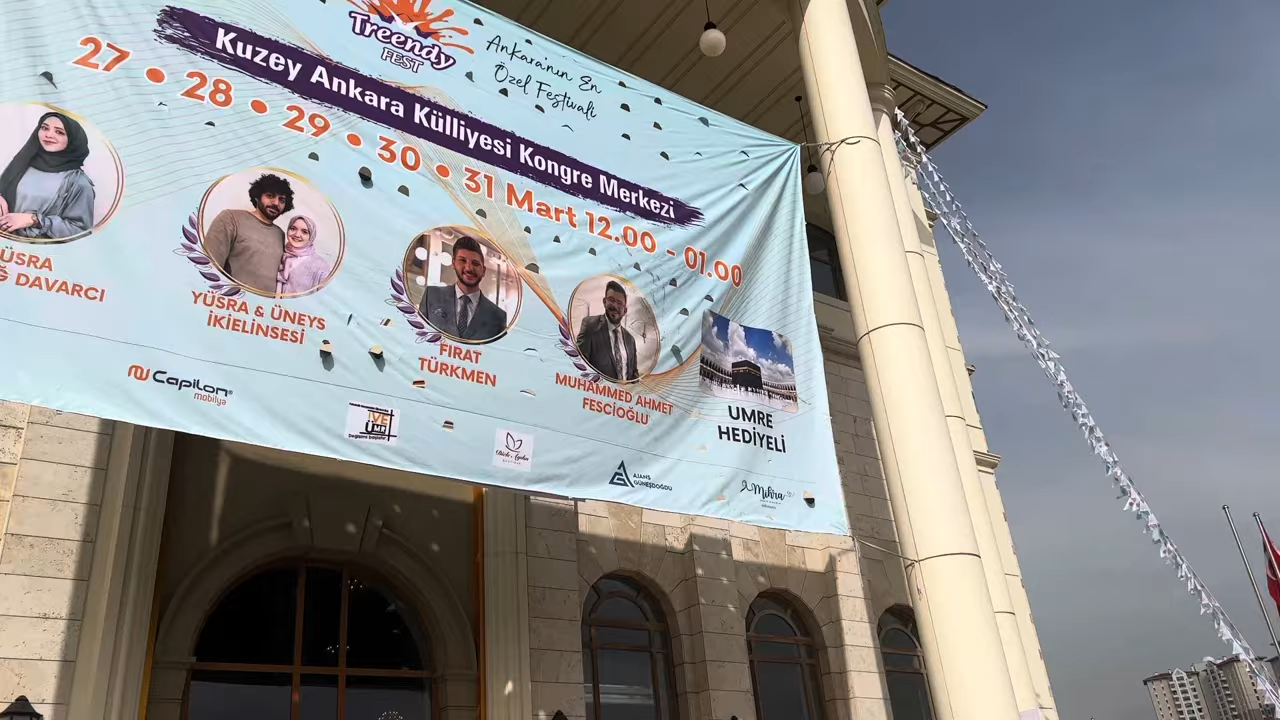 Treendy
FEST
Ankara'nın En
Özel Festivali
Kuzey Ankara Külliyesi Kongre Merkezi
27 • 28 • 29 • 30 • 31 Mart 12.00 - 01.00
ÜSRA
DAVARCI
YÜSRA & ÜNEYS
İKİELİNSESİ
FIRAT
TÜRKMEN
MUHAMMED AHMET
FESCİOĞLU
UMRE
HEDİYELİ
Capilon®
mobilya
AJANS
GÜNEŞDOĞDU
Mihra